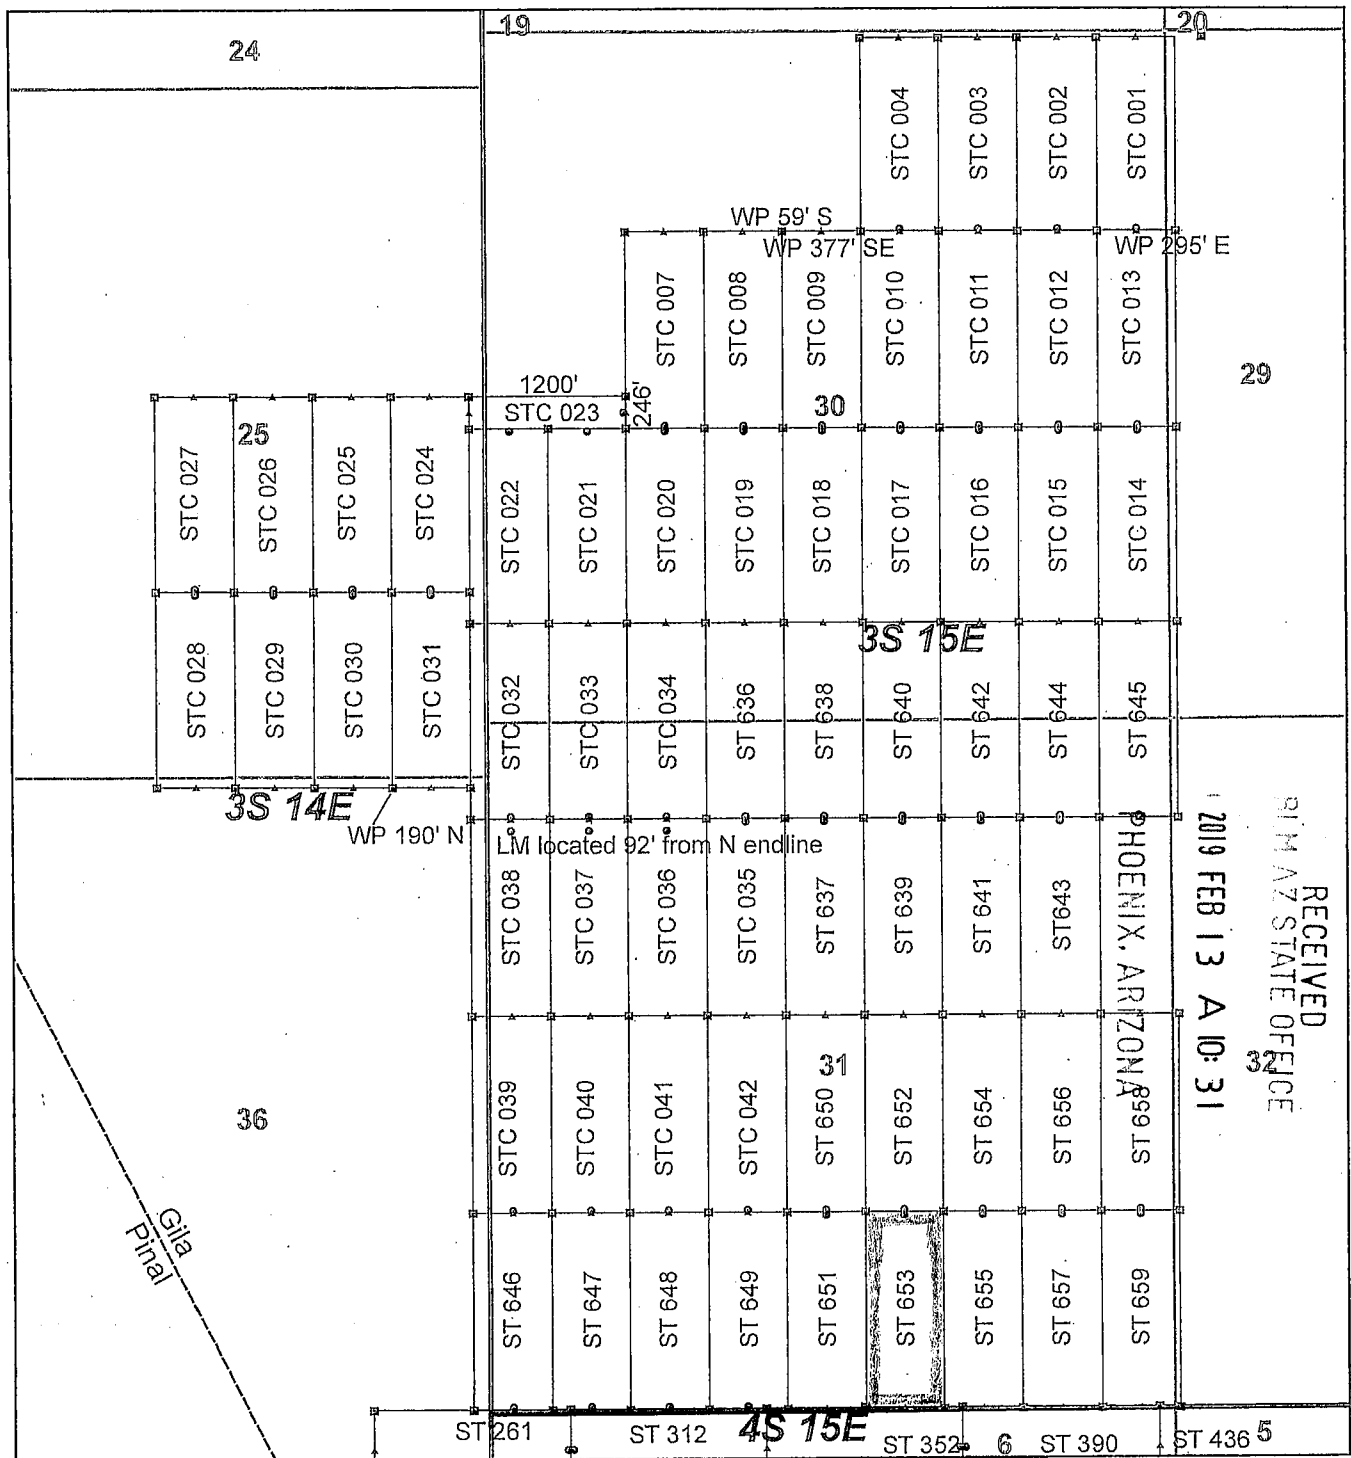 19
20
24
STC 004
STC 003
STC 002
STC 001
WP 59' S
WP 377' SE
WP 295' E
STC 007
STC 008
STC 009
STC 010
STC 011
STC 012
STC 013
29
1200'
STC 023
246'
30
25
STC 027
STC 026
STC 025
STC 024
STC 022
STC 021
STC 020
STC 019
STC 018
STC 017
STC 016
STC 015
STC 014
3S 15E
STC 028
STC 029
STC 030
STC 031
STC 032
STC 033
STC 034
ST 636
ST 638
ST 640
ST 642
ST 644
ST 645
3S 14E
WP 190' N
LM located 92' from N endline
STC 038
STC 037
STC 036
STC 035
ST 637
ST 639
ST 641
ST643
RECEIVED
BLM AZ STATE OFFICE
2019 FEB 13 A 10: 31
PHOENIX, ARIZONA
31
32
36
STC 039
STC 040
STC 041
STC 042
ST 650
ST 652
ST 654
ST 656
ST 658
Gila
Pinal
ST 646
ST 647
ST 648
ST 649
ST 651
ST 653
ST 655
ST 657
ST 659
ST 261
ST 312
4S 15E
ST 352
6
ST 390
ST 436
5